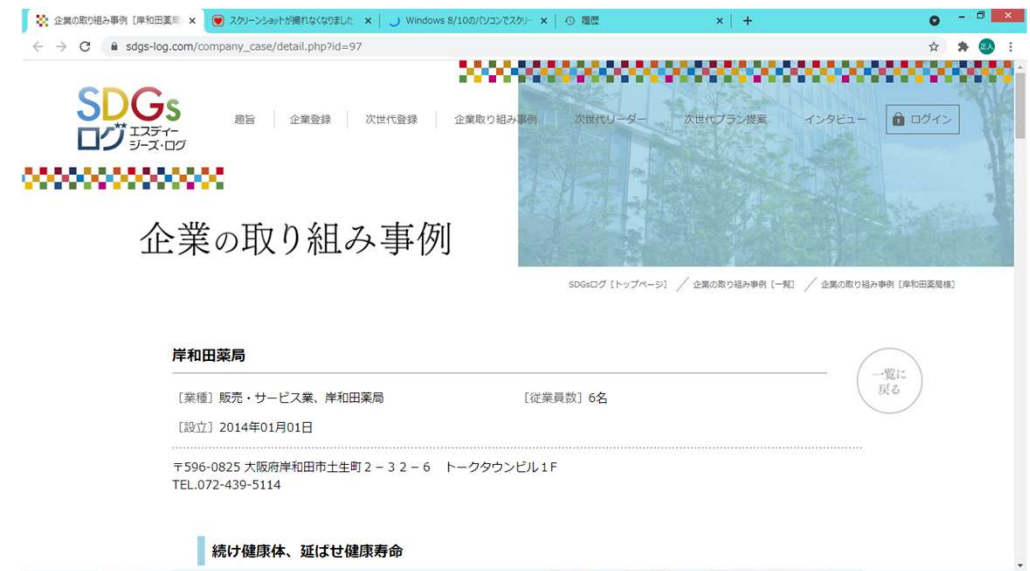 企業の取り組み事例［岸和田薬局
スクリーンショットが撮れなくなりました
Windows 8/10のパソコンでスクリー
履歴
sdgs-log.com/company_case/detail.php?id=97
正人
SDGs
ログ エスディー
ジーズ・ログ
趣旨 企業登録 次世代登録 企業取り組み事例 次世代リーダー 次世代プラン提案 インタビュー ログイン
企業の取り組み事例
SDGsログ［トップページ］ ／ 企業の取り組み事例［一覧］ ／ 企業の取り組み事例［岸和田薬局様］
岸和田薬局
一覧に
戻る
［業種］販売・サービス業、岸和田薬局 ［従業員数］6名
［設立］2014年01月01日
〒596-0825 大阪府岸和田市土生町２－３２－６　トークタウンビル１F
TEL.072-439-5114
続け健康体、延ばせ健康寿命